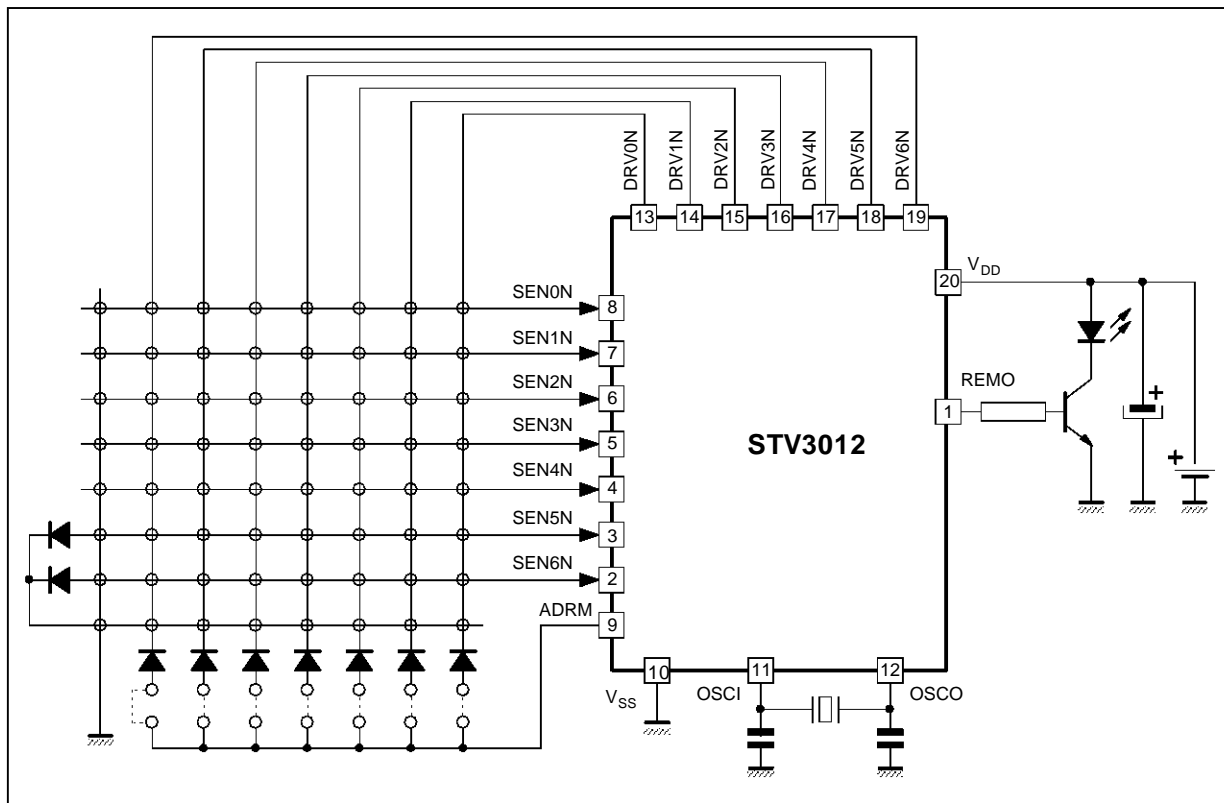 DRV0N
DRV1N
DRV2N
DRV3N
DRV4N
DRV5N
DRV6N
13
14
15
16
17
18
19
20
V_DD
SEN0N
8
SEN1N
7
SEN2N
6
SEN3N
5
SEN4N
4
SEN5N
3
SEN6N
2
ADRM
9
STV3012
REMO
1
+
+
V_SS
10
OSCI
11
12
OSCO